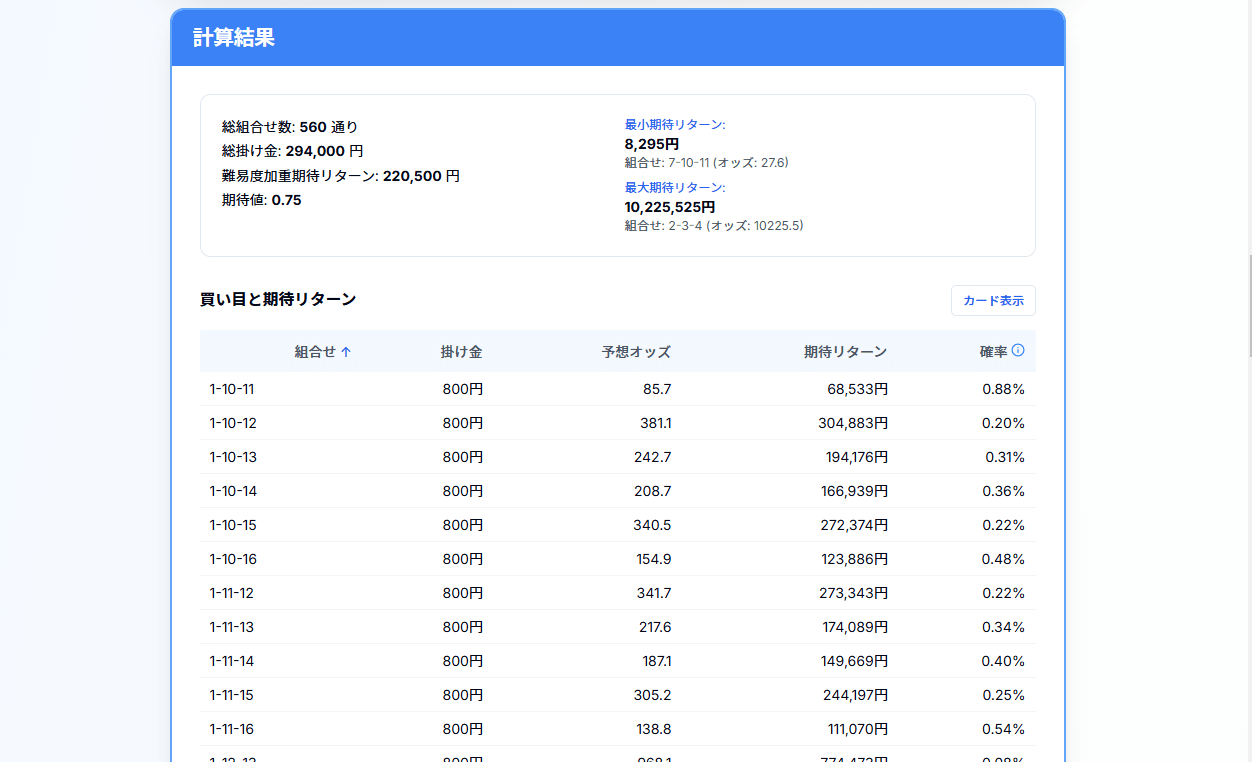 計算結果
総組合せ数: 560 通り
総掛け金: 294,000 円
難易度加重期待リターン: 220,500 円
期待値: 0.75
最小期待リターン:
8,295円
組合せ: 7-10-11 (オッズ: 27.6)
最大期待リターン:
10,225,525円
組合せ: 2-3-4 (オッズ: 10225.5)
買い目と期待リターン
カード表示
組合せ ↑ 掛け金 予想オッズ 期待リターン 確率
1-10-11 800円 85.7 68,533円 0.88%
1-10-12 800円 381.1 304,883円 0.20%
1-10-13 800円 242.7 194,176円 0.31%
1-10-14 800円 208.7 166,939円 0.36%
1-10-15 800円 340.5 272,374円 0.22%
1-10-16 800円 154.9 123,886円 0.48%
1-11-12 800円 341.7 273,343円 0.22%
1-11-13 800円 217.6 174,089円 0.34%
1-11-14 800円 187.1 149,669円 0.40%
1-11-15 800円 305.2 244,197円 0.25%
1-11-16 800円 138.8 111,070円 0.54%